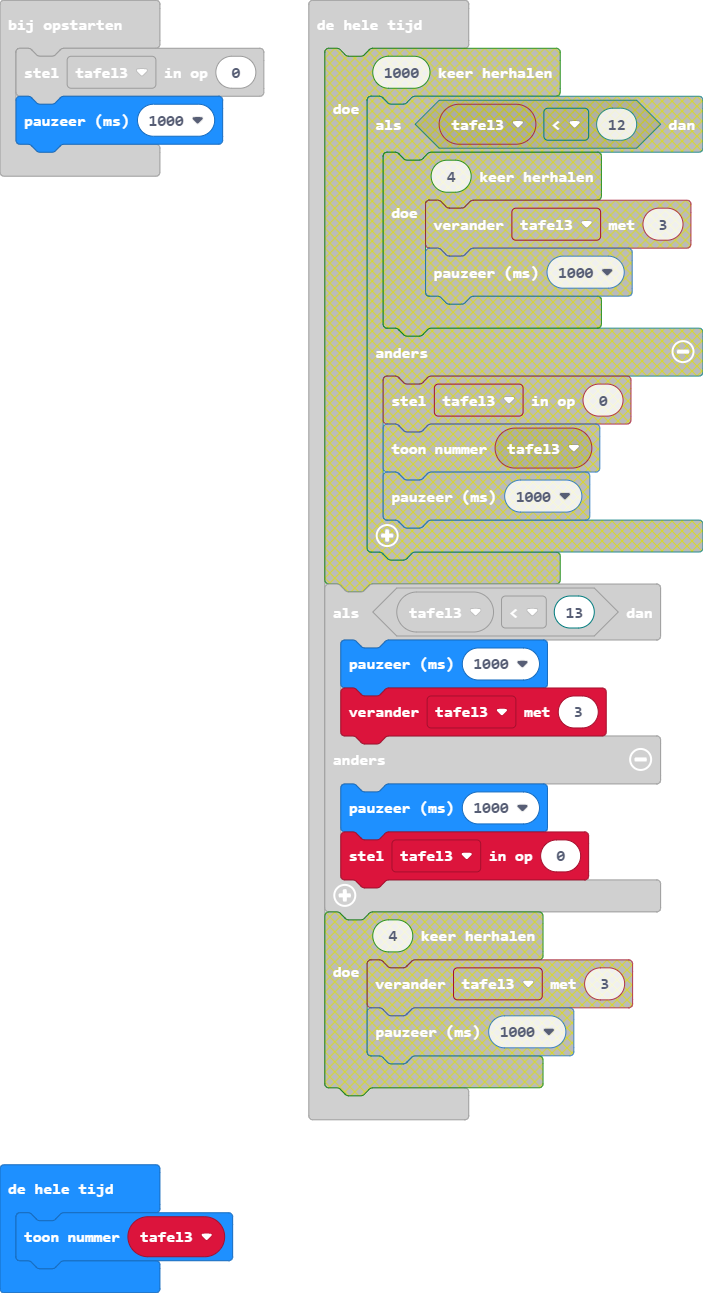 bij opstarten
stel tafel3 in op 0
pauzeer (ms) 1000
de hele tijd
1000 keer herhalen
doe
als tafel3 < 12 dan
4 keer herhalen
doe
verander tafel3 met 3
pauzeer (ms) 1000
anders
stel tafel3 in op 0
toon nummer tafel3
pauzeer (ms) 1000
als tafel3 < 13 dan
pauzeer (ms) 1000
verander tafel3 met 3
anders
pauzeer (ms) 1000
stel tafel3 in op 0
4 keer herhalen
doe
verander tafel3 met 3
pauzeer (ms) 1000
de hele tijd
toon nummer tafel3